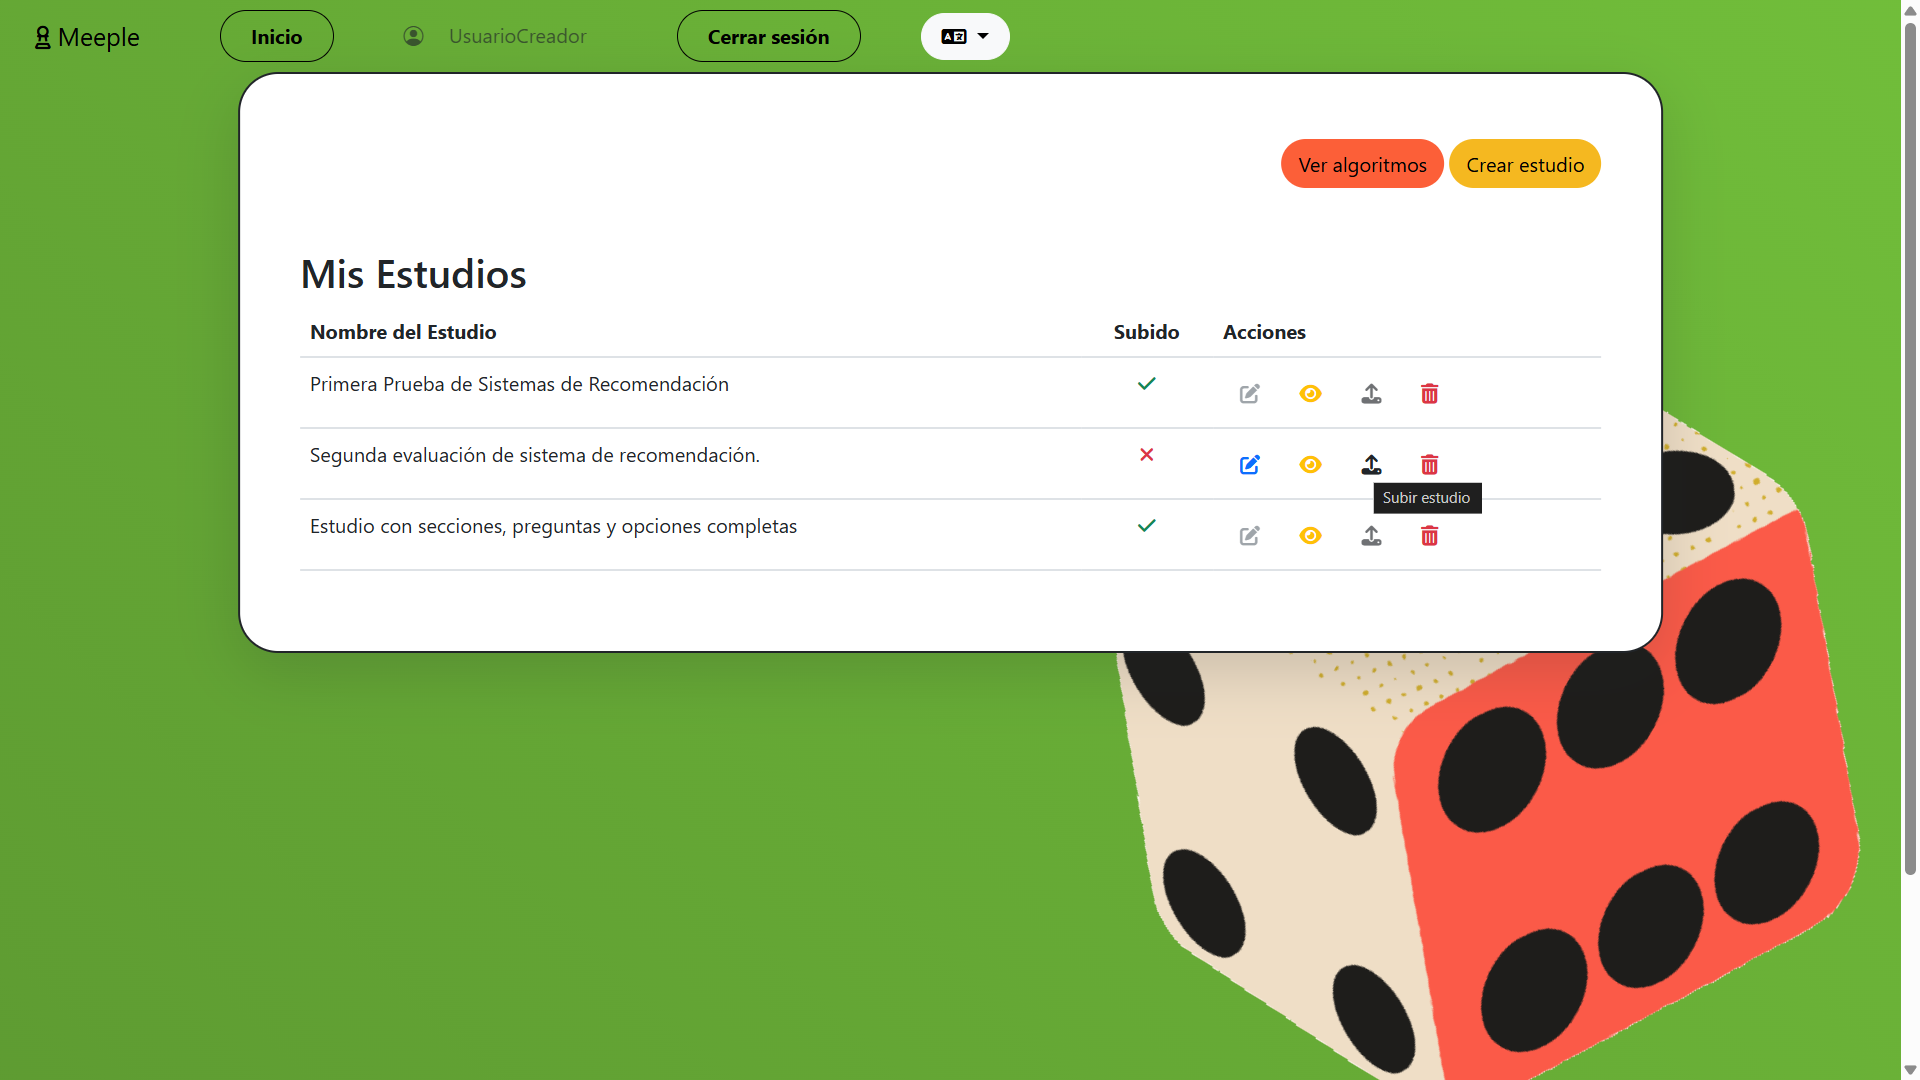 Meeple
Inicio
UsuarioCreador
Cerrar sesión
Ver algoritmos
Crear estudio
Mis Estudios
Nombre del Estudio Subido Acciones
Primera Prueba de Sistemas de Recomendación
Segunda evaluación de sistema de recomendación.
Subir estudio
Estudio con secciones, preguntas y opciones completas